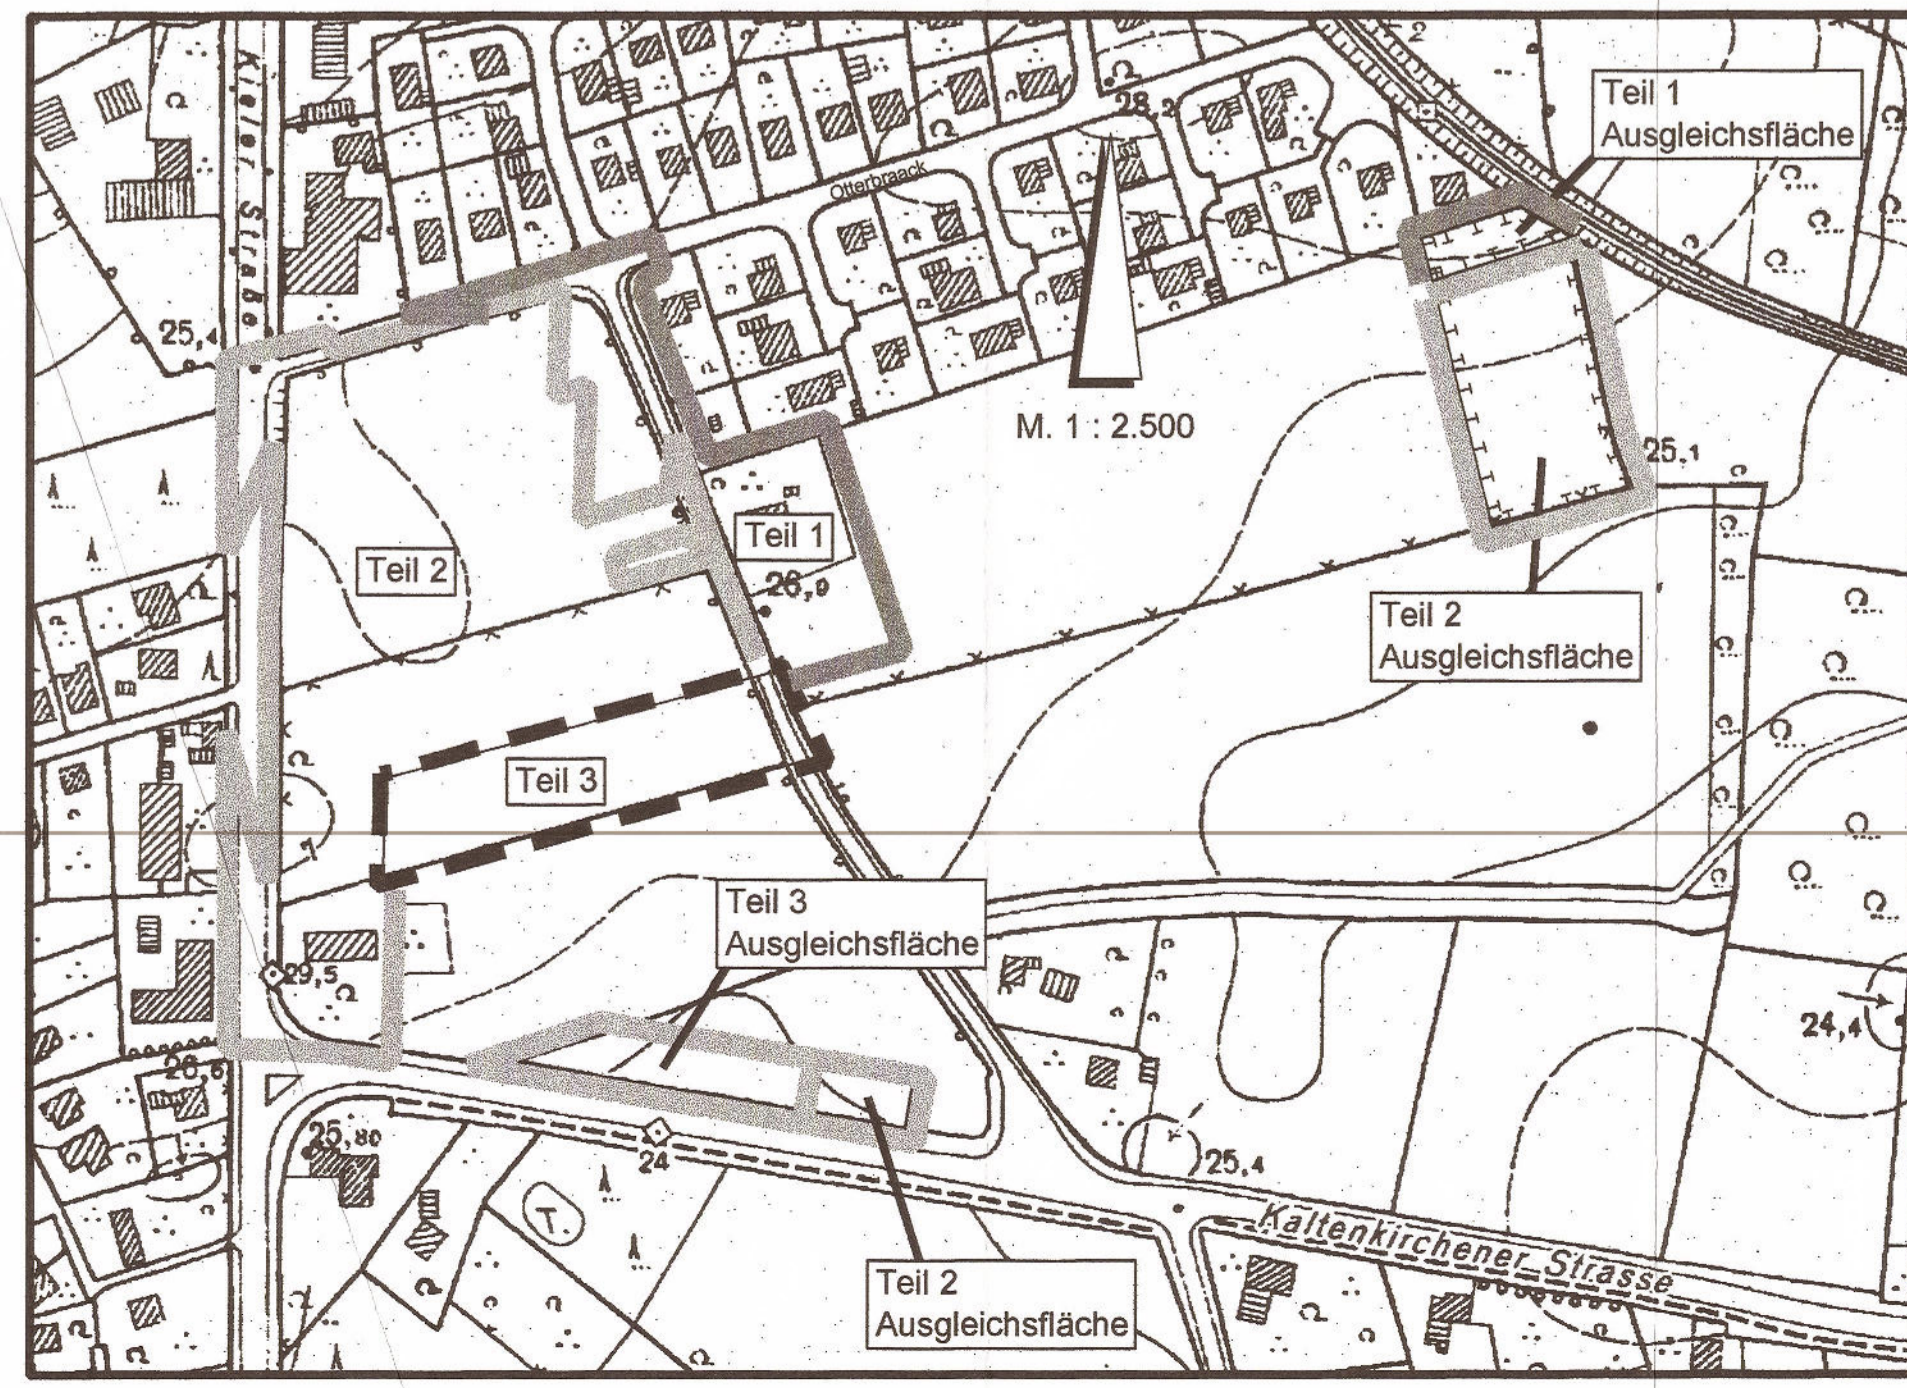 2
Teil 1
Ausgleichsfläche
28,2
Kieler Straße
Otterbraack
25,4
M. 1 : 2.500
25,1
Teil 1
Teil 2
26,9
Teil 2
Ausgleichsfläche
Teil 3
Teil 3
Ausgleichsfläche
29,5
24,4
26,6
25,80
24
25,4
T.
Kaltenkirchener Strasse
Teil 2
Ausgleichsfläche